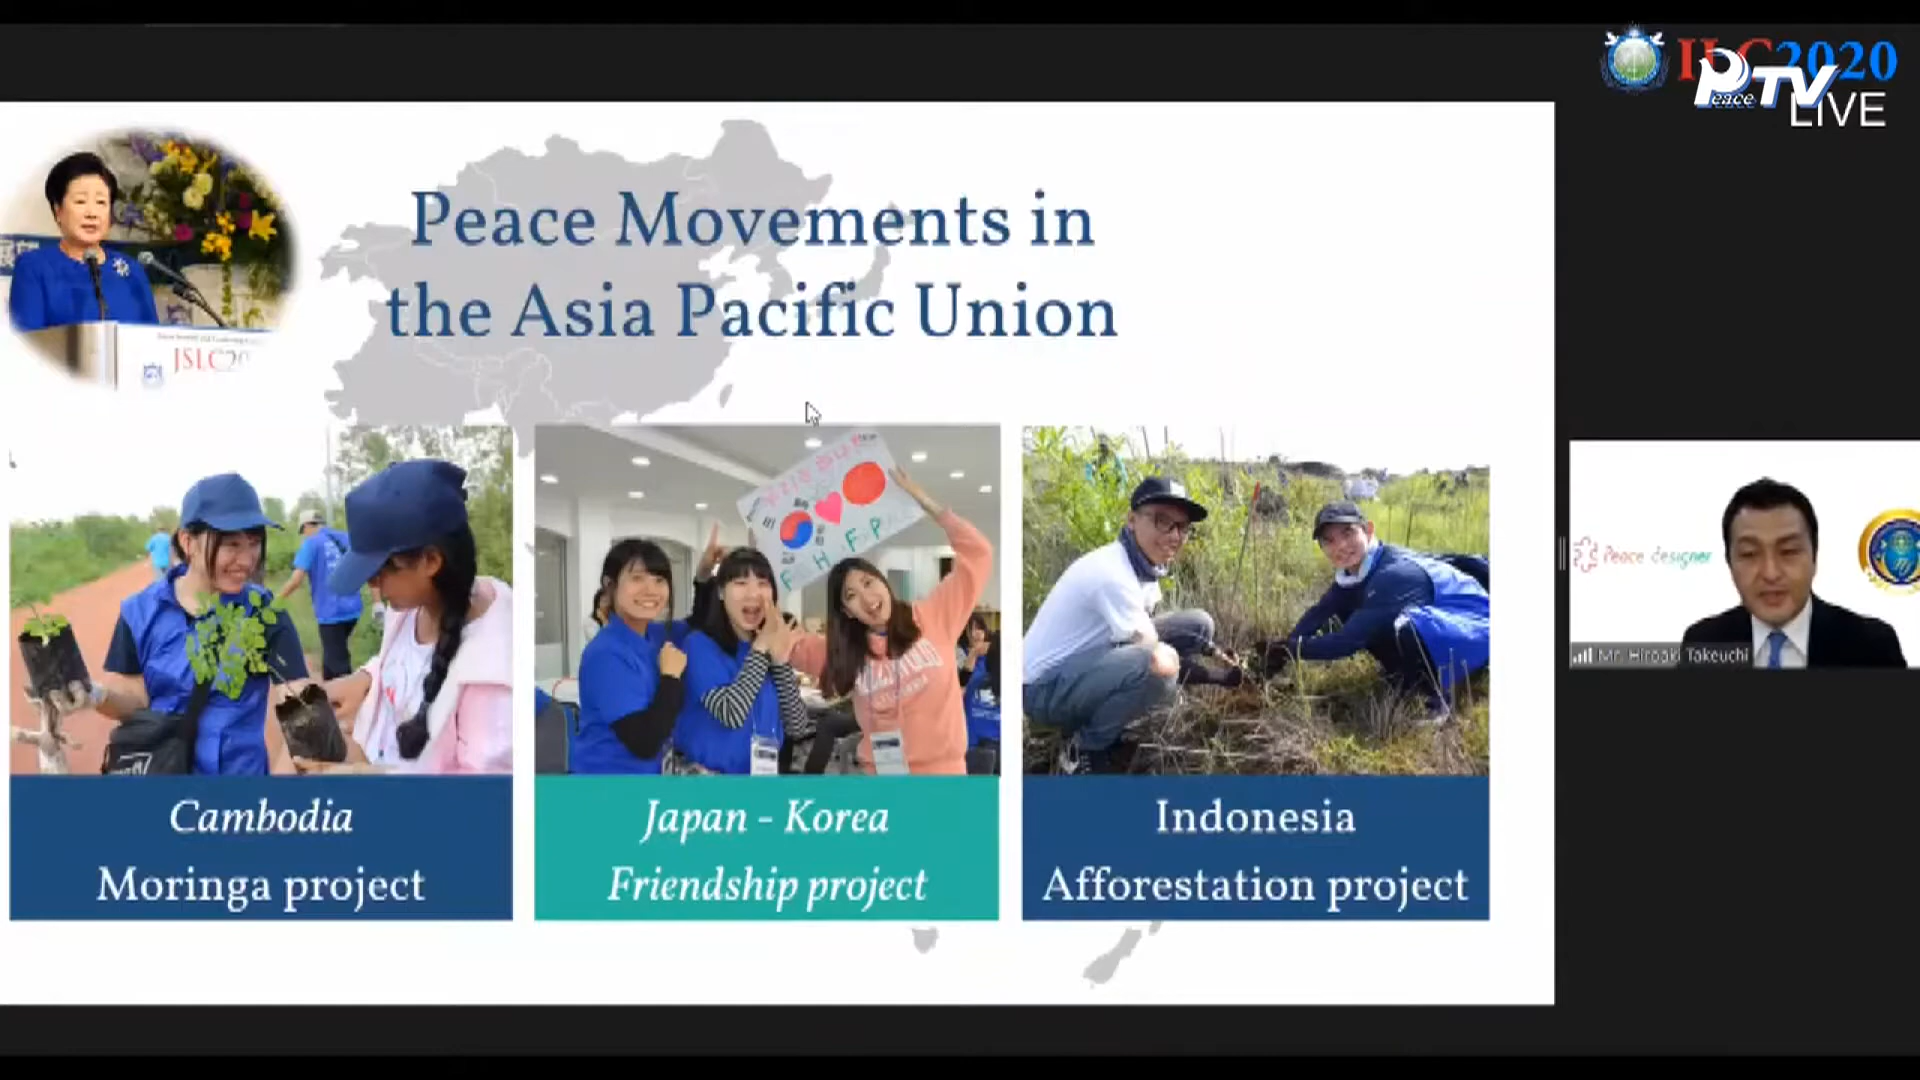 ILC2020
Peace TV
LIVE
Peace Movements in
the Asia Pacific Union
JSLC20
Cambodia
Moringa project
Japan - Korea
Friendship project
Indonesia
Afforestation project
Peace designer
Mr. Hiroaki Takeuchi